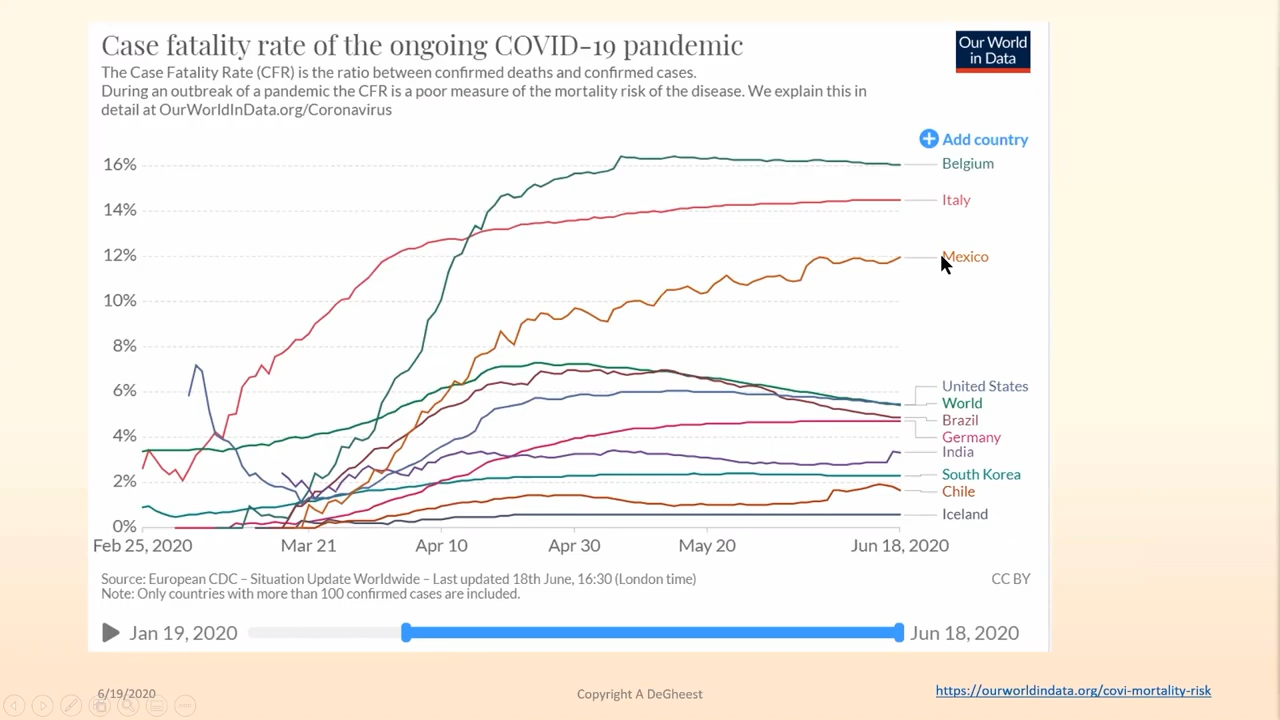 Case fatality rate of the ongoing COVID-19 pandemic
The Case Fatality Rate (CFR) is the ratio between confirmed deaths and confirmed cases.
During an outbreak of a pandemic the CFR is a poor measure of the mortality risk of the disease. We explain this in
detail at OurWorldInData.org/Coronavirus
Our World
in Data
Add country
16%
14%
12%
10%
8%
6%
4%
2%
0%
Belgium
Italy
Mexico
United States
World
Brazil
Germany
India
South Korea
Chile
Iceland
Feb 25, 2020
Mar 21
Apr 10
Apr 30
May 20
Jun 18, 2020
Source: European CDC – Situation Update Worldwide – Last updated 18th June, 16:30 (London time)
CC BY
Note: Only countries with more than 100 confirmed cases are included.
Jan 19, 2020
Jun 18, 2020
6/19/2020
Copyright A DeGheest
https://ourworldindata.org/covi-mortality-risk